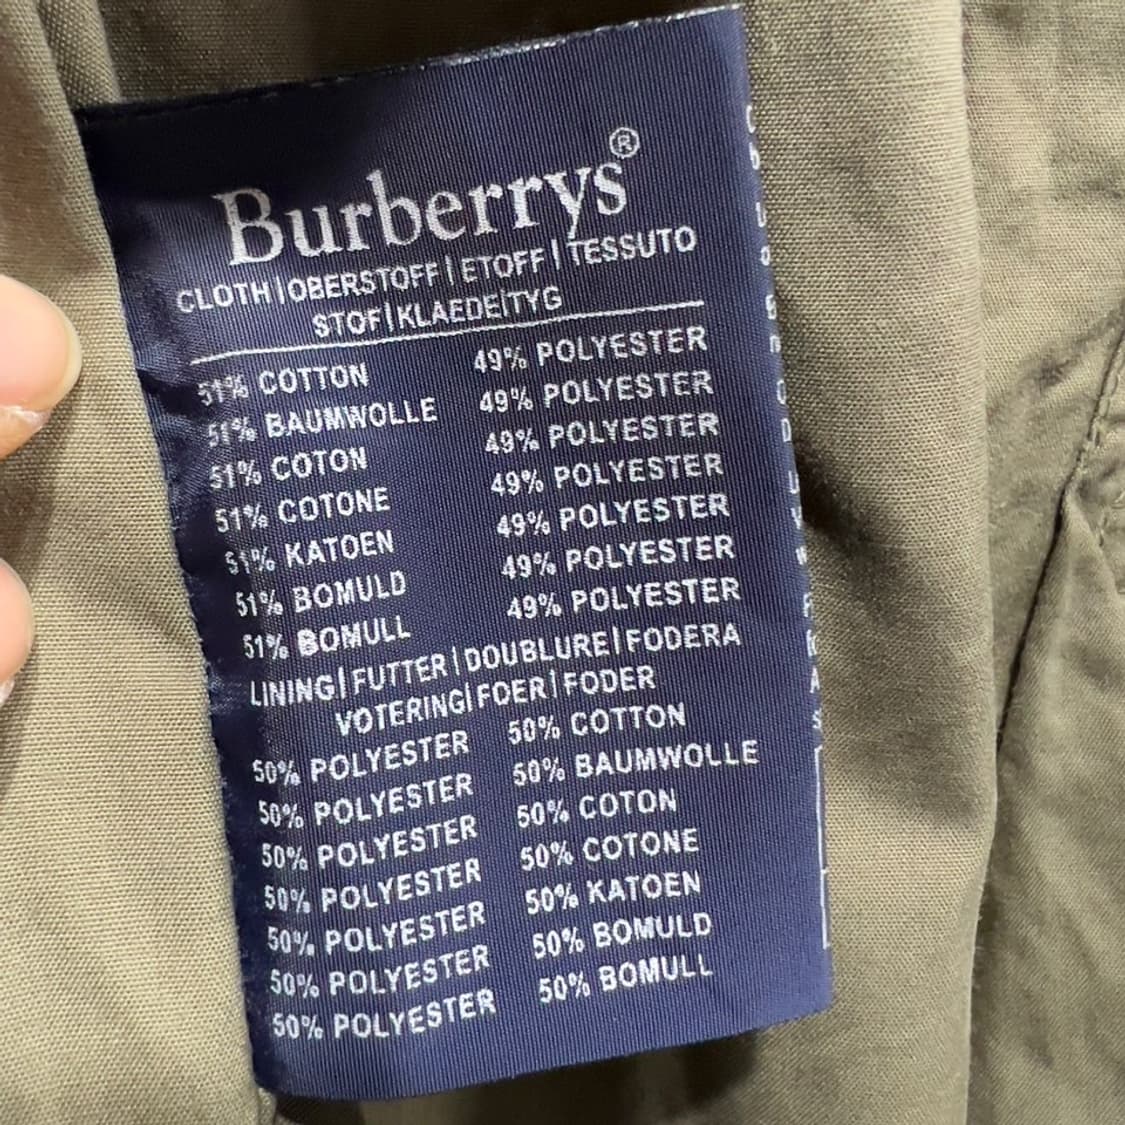 Burberrys®
CLOTH|OBERSTOFF|ETOFF|TESSUTO
STOF|KLAEDE|TYG
51% COTTON 49% POLYESTER
51% BAUMWOLLE 49% POLYESTER
51% COTON 49% POLYESTER
51% COTONE 49% POLYESTER
51% KATOEN 49% POLYESTER
51% BOMULD 49% POLYESTER
51% BOMULL 49% POLYESTER
LINING|FUTTER|DOUBLURE|FODERA
VOTERING|FOER|FODER
50% POLYESTER 50% COTTON
50% POLYESTER 50% BAUMWOLLE
50% POLYESTER 50% COTON
50% POLYESTER 50% COTONE
50% POLYESTER 50% KATOEN
50% POLYESTER 50% BOMULD
50% POLYESTER 50% BOMULL